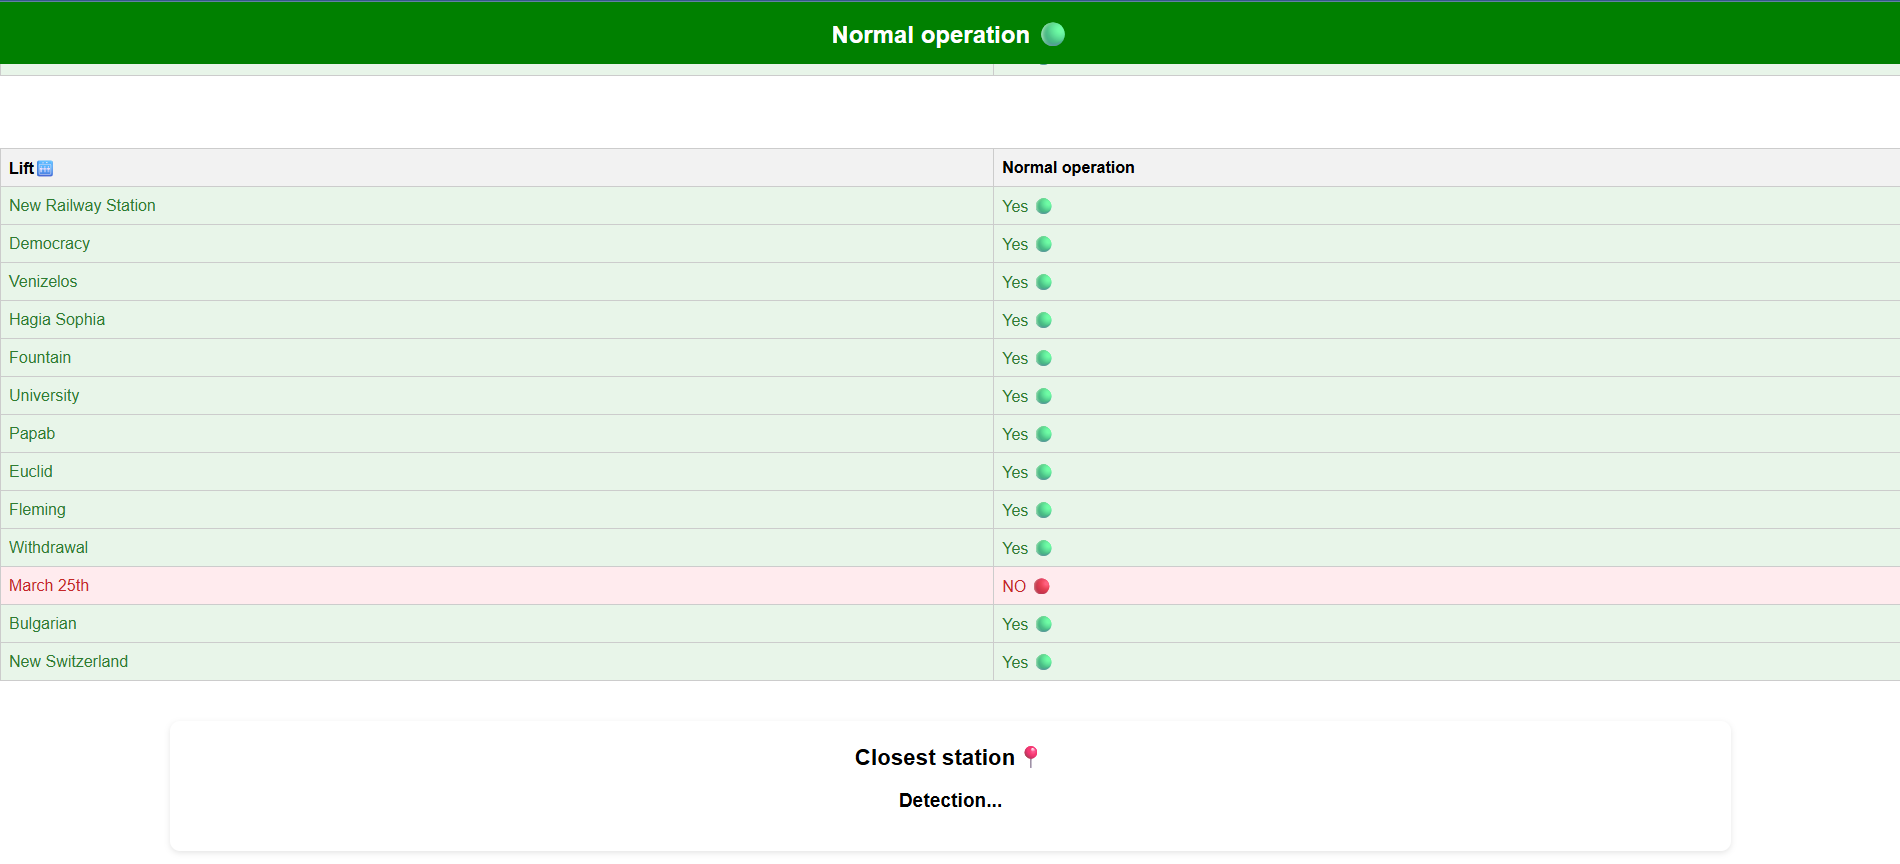 Normal operation
Lift Normal operation
New Railway Station Yes
Democracy Yes
Venizelos Yes
Hagia Sophia Yes
Fountain Yes
University Yes
Papab Yes
Euclid Yes
Fleming Yes
Withdrawal Yes
March 25th NO
Bulgarian Yes
New Switzerland Yes
Closest station
Detection...